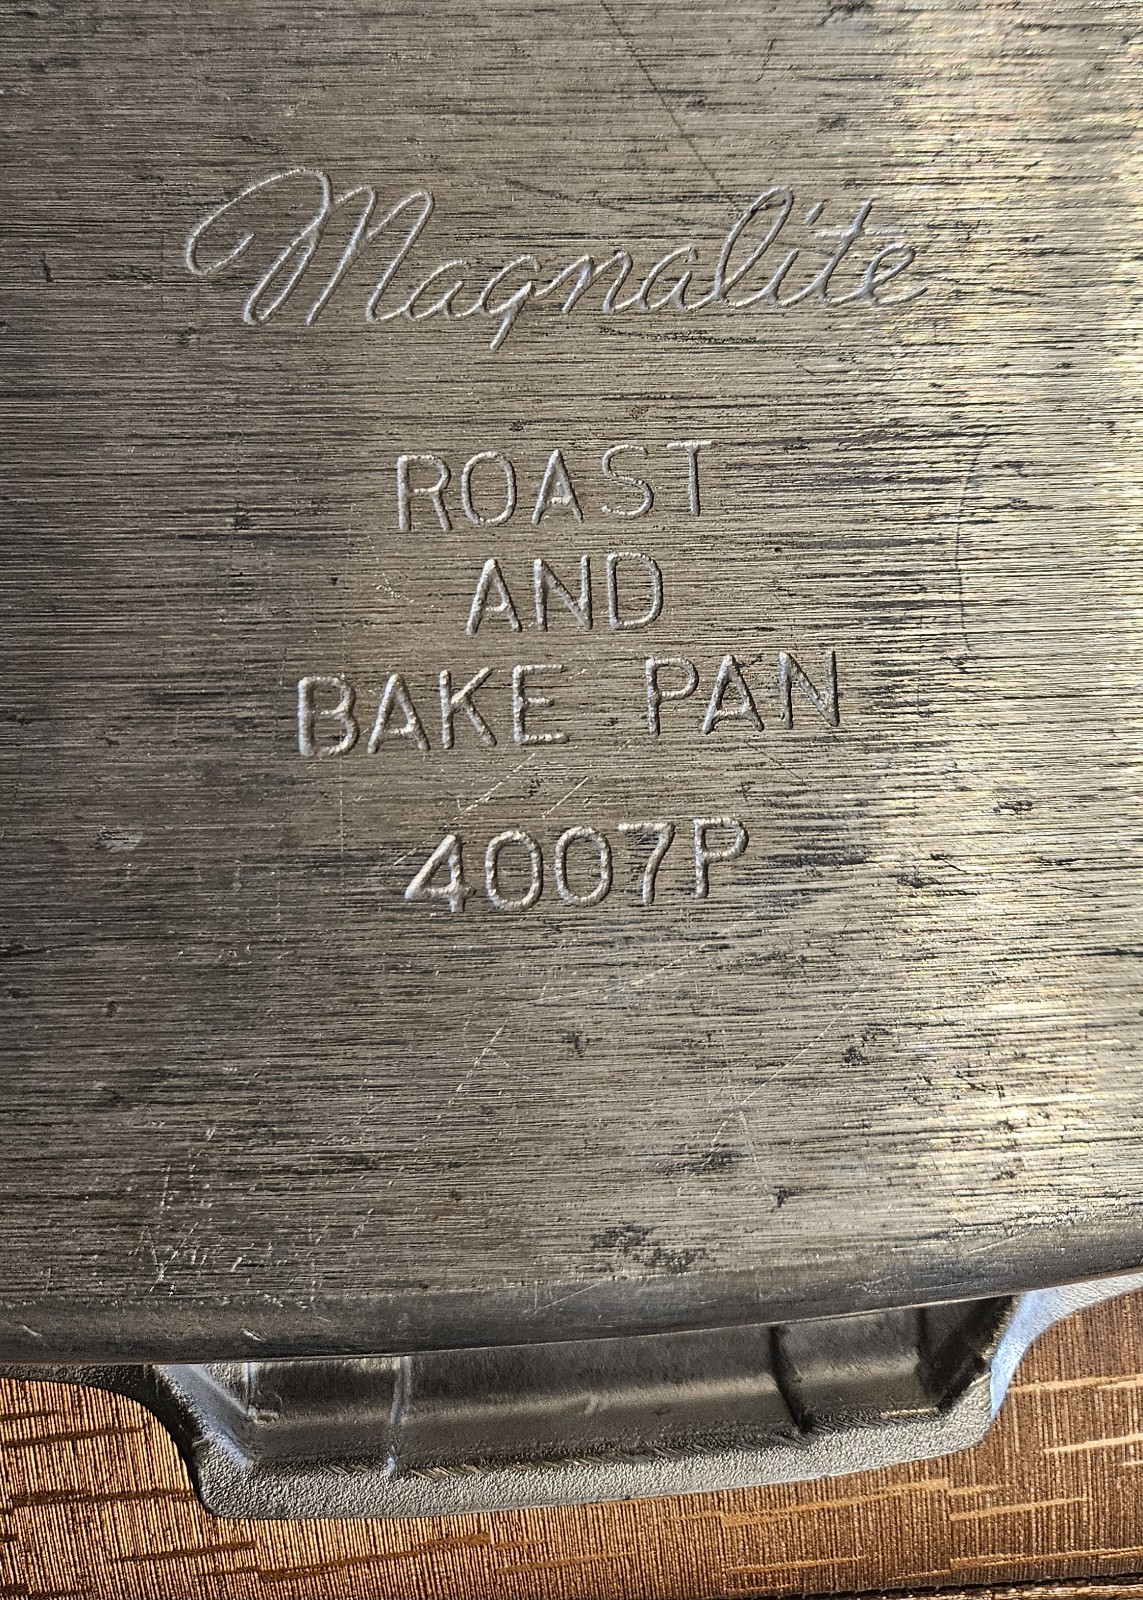 Magnalite
ROAST
AND
BAKE PAN
4007P